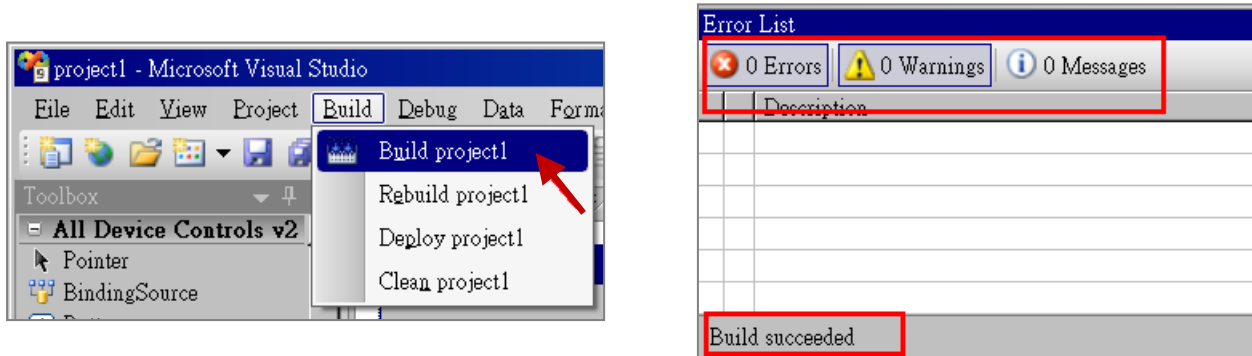 project1 - Microsoft Visual Studio
File Edit View Project Build Debug Data Forma
Build project1
Rebuild project1
Deploy project1
Clean project1
Toolbox
All Device Controls v2
Pointer
BindingSource
Error List
0 Errors 0 Warnings 0 Messages
Description
Build succeeded